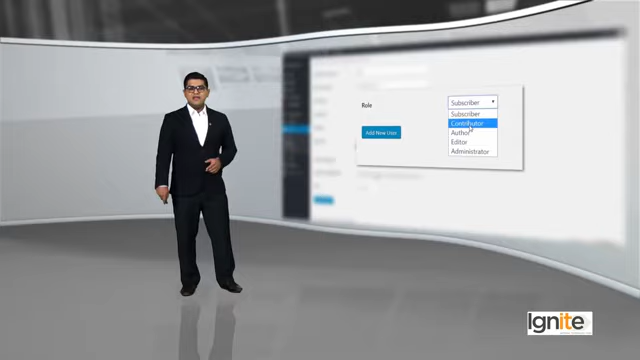 Role
Subscriber
Subscriber
Contributor
Author
Editor
Administrator
Add New User
Ignite